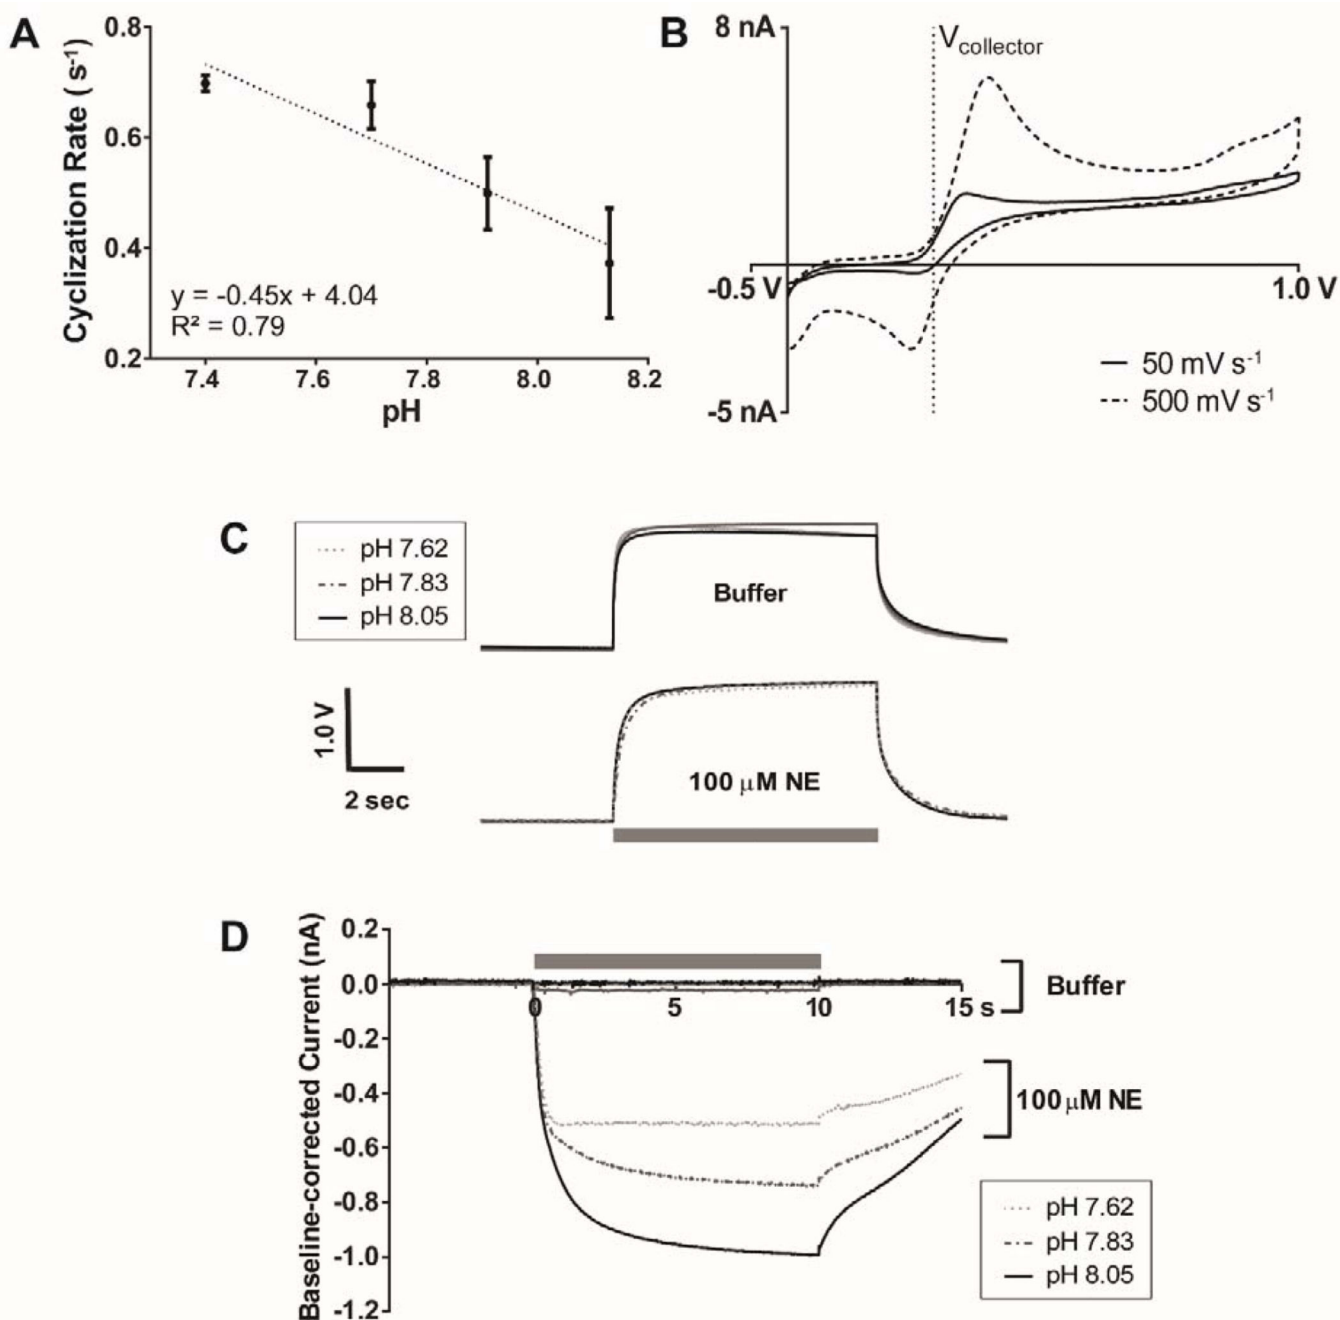 A
Cyclization Rate ( s⁻¹)
0.8
0.6
0.4
0.2
y = -0.45x + 4.04
R² = 0.79
7.4 7.6 7.8 8.0 8.2
pH
B
8 nA
V collector
-0.5 V
1.0 V
-5 nA
50 mV s⁻¹
500 mV s⁻¹
C
pH 7.62
pH 7.83
pH 8.05
Buffer
1.0 V
2 sec
100 μM NE
D
Baseline-corrected Current (nA)
0.2
0.0
-0.2
-0.4
-0.6
-0.8
-1.0
-1.2
0 5 10 15 s
Buffer
100 μM NE
pH 7.62
pH 7.83
pH 8.05